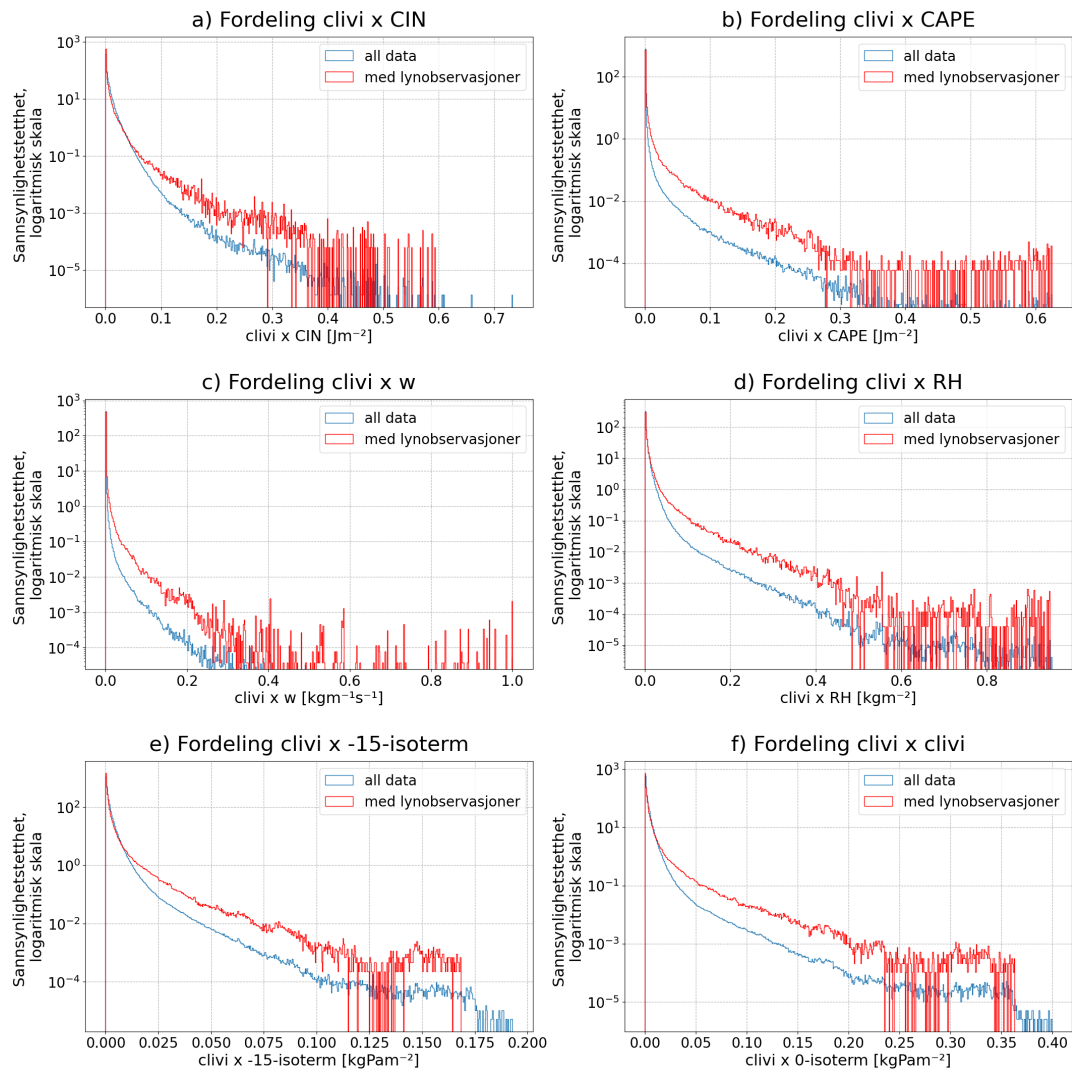 a) Fordeling clivi x CIN
Sannsynlighetstetthet,
logaritmisk skala
10³
10¹
10⁻¹
10⁻³
10⁻⁵
all data
med lynobservasjoner
0.0 0.1 0.2 0.3 0.4 0.5 0.6 0.7
clivi x CIN [Jm⁻²]
b) Fordeling clivi x CAPE
Sannsynlighetstetthet,
logaritmisk skala
10²
10⁰
10⁻²
10⁻⁴
all data
med lynobservasjoner
0.0 0.1 0.2 0.3 0.4 0.5 0.6
clivi x CAPE [Jm⁻²]
c) Fordeling clivi x w
Sannsynlighetstetthet,
logaritmisk skala
10³
10²
10¹
10⁰
10⁻¹
10⁻²
10⁻³
10⁻⁴
all data
med lynobservasjoner
0.0 0.2 0.4 0.6 0.8 1.0
clivi x w [kgm⁻¹s⁻¹]
d) Fordeling clivi x RH
Sannsynlighetstetthet,
logaritmisk skala
10²
10¹
10⁰
10⁻¹
10⁻²
10⁻³
10⁻⁴
10⁻⁵
all data
med lynobservasjoner
0.0 0.2 0.4 0.6 0.8
clivi x RH [kgm⁻²]
e) Fordeling clivi x -15-isoterm
Sannsynlighetstetthet,
logaritmisk skala
10²
10⁰
10⁻²
10⁻⁴
all data
med lynobservasjoner
0.000 0.025 0.050 0.075 0.100 0.125 0.150 0.175 0.200
clivi x -15-isoterm [kgPam⁻²]
f) Fordeling clivi x clivi
Sannsynlighetstetthet,
logaritmisk skala
10³
10¹
10⁻¹
10⁻³
10⁻⁵
all data
med lynobservasjoner
0.00 0.05 0.10 0.15 0.20 0.25 0.30 0.35 0.40
clivi x 0-isoterm [kgPam⁻²]